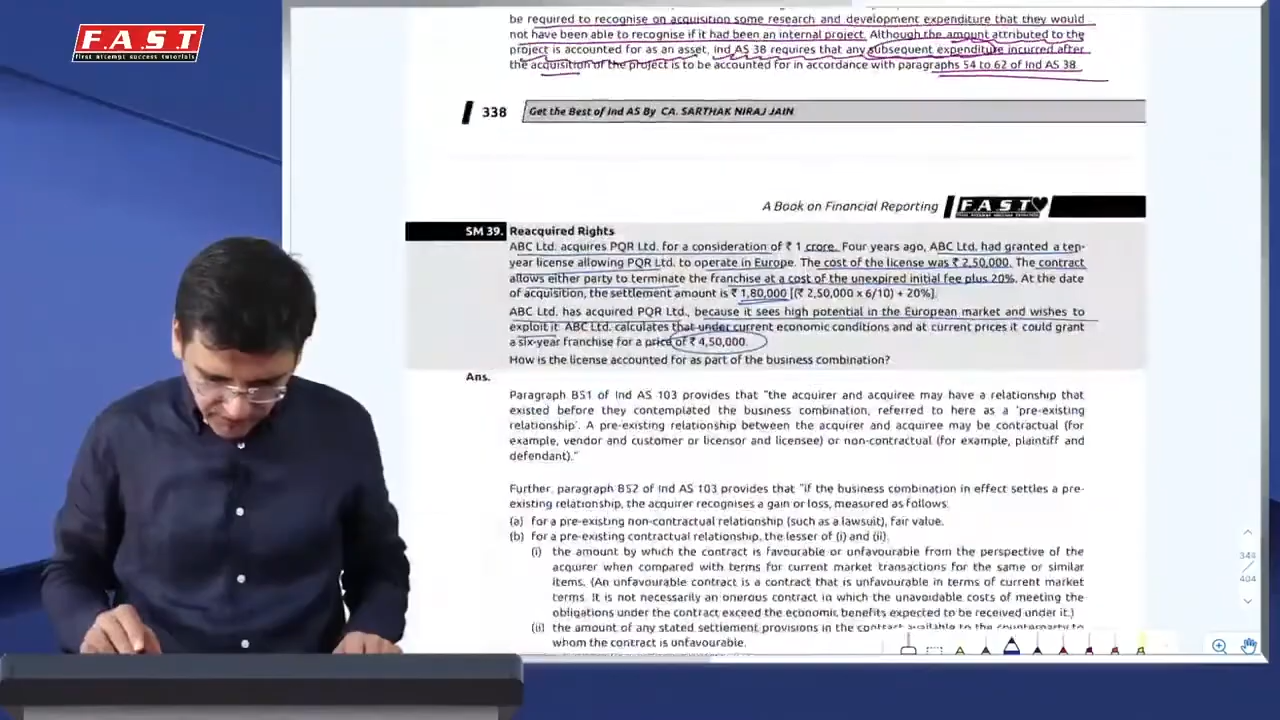 F.A.S.T
first attempt success tutorials
be required to recognise on acquisition some research and development expenditure that they would
not have been able to recognise if it had been an internal project. Although the amount attributed to the
project is accounted for as an asset, Ind AS 38 requires that any subsequent expenditure incurred after
the acquisition of the project is to be accounted for in accordance with paragraphs 54 to 62 of Ind AS 38.
338 Get the Best of Ind AS By CA. SARTHAK NIRAJ JAIN
A Book on Financial Reporting F.A.S.T
SM 39. Reacquired Rights
ABC Ltd. acquires PQR Ltd. for a consideration of ₹ 1 crore. Four years ago, ABC Ltd. had granted a ten-
year license allowing PQR Ltd. to operate in Europe. The cost of the license was ₹ 2,50,000. The contract
allows either party to terminate the franchise at a cost of the unexpired initial fee plus 20%. At the date
of acquisition, the settlement amount is ₹ 1,80,000 [(₹ 2,50,000 x 6/10) + 20%].
ABC Ltd. has acquired PQR Ltd., because it sees high potential in the European market and wishes to
exploit it. ABC Ltd. calculates that under current economic conditions and at current prices it could grant
a six-year franchise for a price of ₹ 4,50,000.
How is the license accounted for as part of the business combination?
Ans.
Paragraph B51 of Ind AS 103 provides that "the acquirer and acquiree may have a relationship that
existed before they contemplated the business combination, referred to here as a 'pre-existing
relationship'. A pre-existing relationship between the acquirer and acquiree may be contractual (for
example, vendor and customer or licensor and licensee) or non-contractual (for example, plaintiff and
defendant)."
Further, paragraph B52 of Ind AS 103 provides that "if the business combination in effect settles a pre-
existing relationship, the acquirer recognises a gain or loss, measured as follows:
(a) for a pre-existing non-contractual relationship (such as a lawsuit), fair value.
(b) for a pre-existing contractual relationship, the lesser of (i) and (ii).
(i) the amount by which the contract is favourable or unfavourable from the perspective of the
acquirer when compared with terms for current market transactions for the same or similar
items. (An unfavourable contract is a contract that is unfavourable in terms of current market
terms. It is not necessarily an onerous contract in which the unavoidable costs of meeting the
obligations under the contract exceed the economic benefits expected to be received under it.)
(ii) the amount of any stated settlement provisions in the contract available to the counterparty to
whom the contract is unfavourable.
344
404